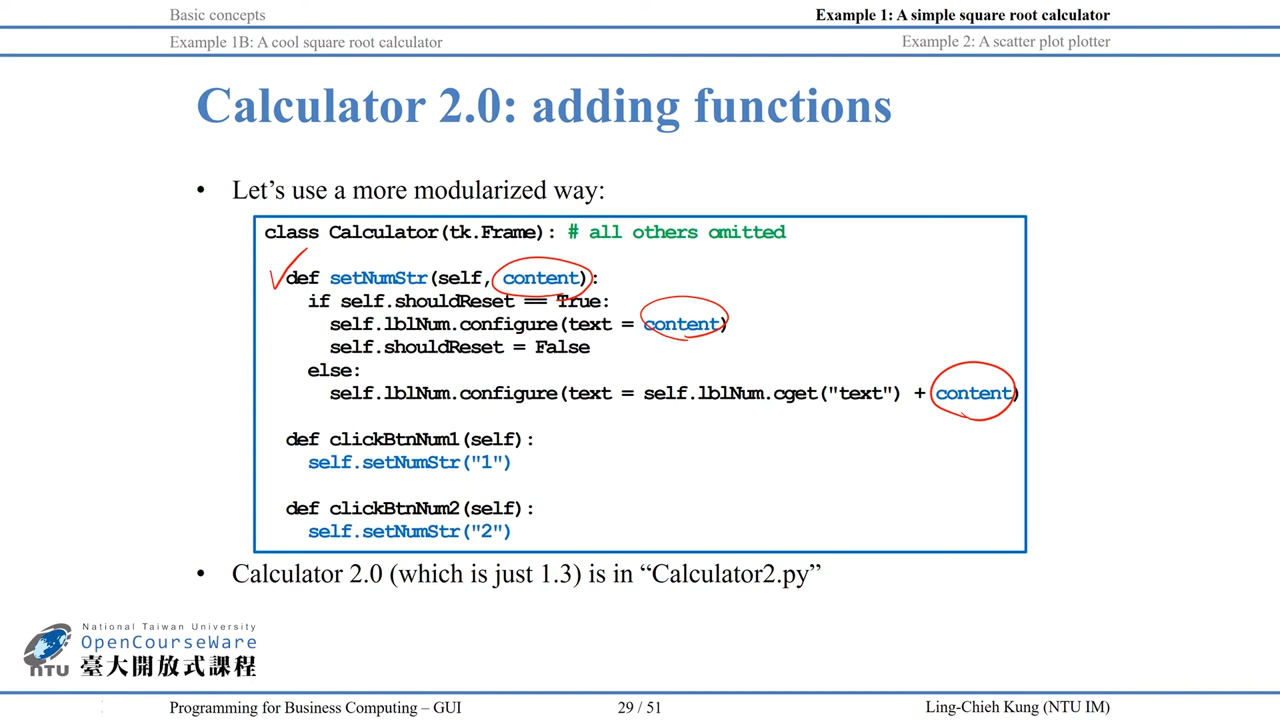 Basic concepts
Example 1: A simple square root calculator
Example 1B: A cool square root calculator
Example 2: A scatter plot plotter
Calculator 2.0: adding functions
• Let’s use a more modularized way:
class Calculator(tk.Frame): # all others omitted
def setNumStr(self, content):
if self.shouldReset == True:
self.lblNum.configure(text = content)
self.shouldReset = False
else:
self.lblNum.configure(text = self.lblNum.cget("text") + content)
def clickBtnNum1(self):
self.setNumStr("1")
def clickBtnNum2(self):
self.setNumStr("2")
• Calculator 2.0 (which is just 1.3) is in “Calculator2.py”
National Taiwan University
OpenCourseWare
NTU 臺大開放式課程
Programming for Business Computing – GUI
29 / 51
Ling-Chieh Kung (NTU IM)